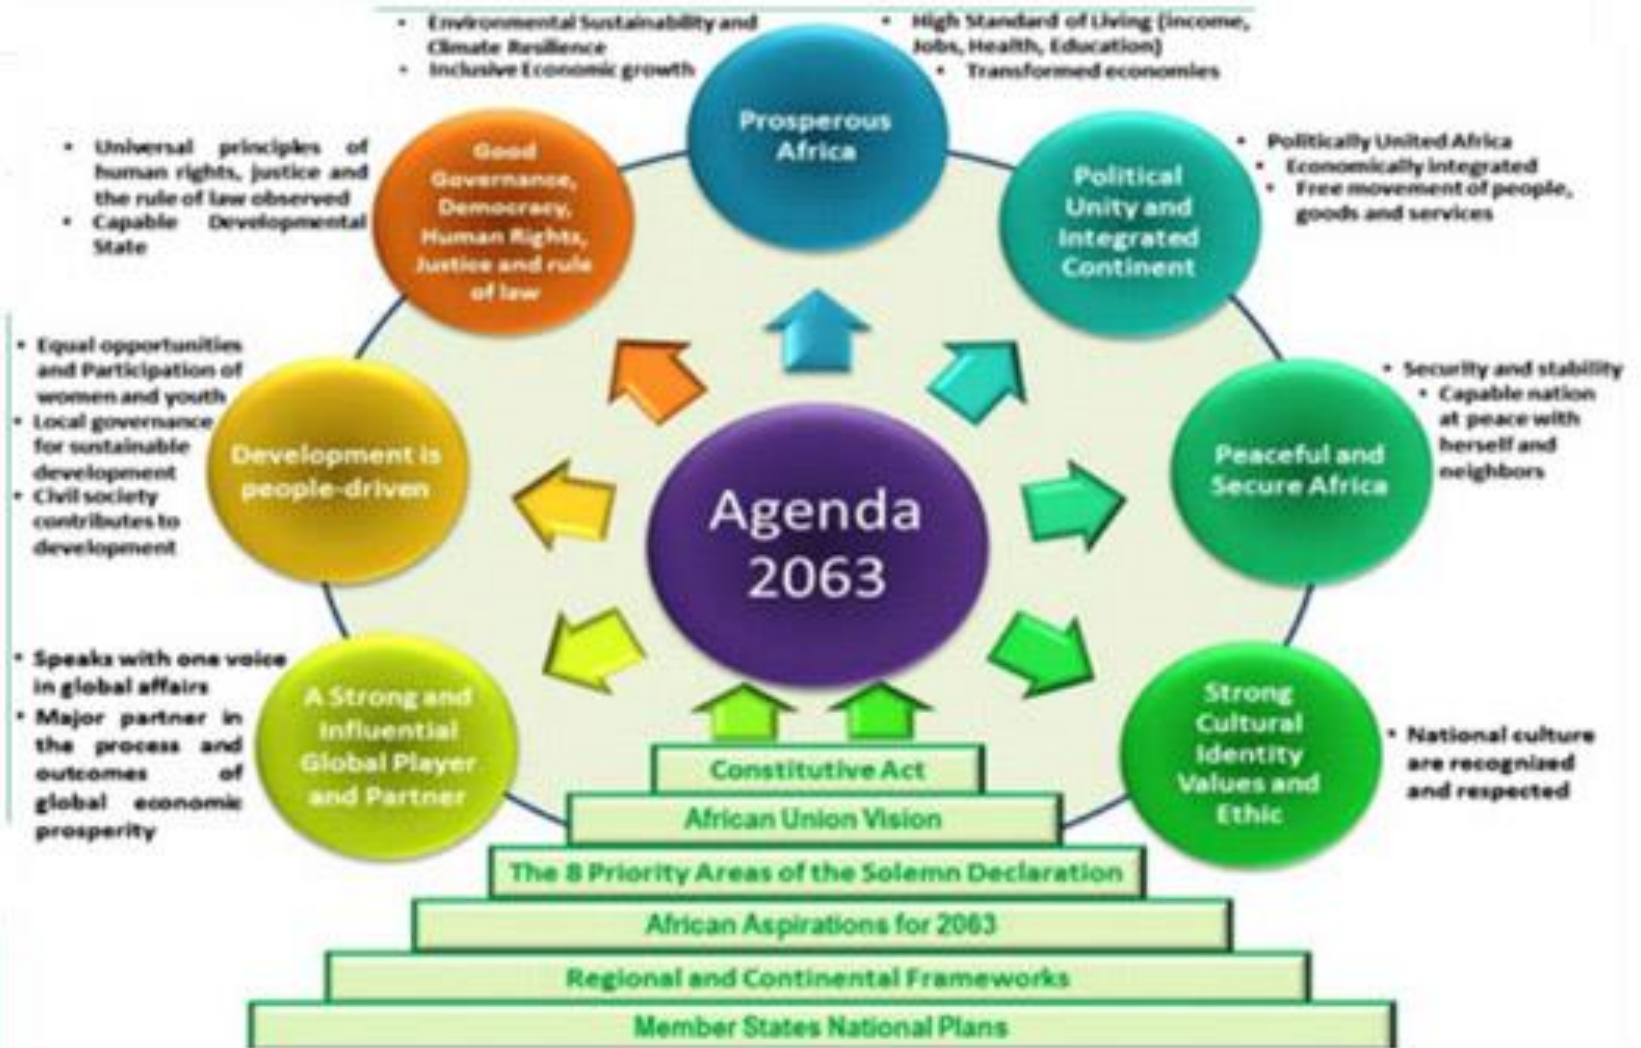 • Environmental Sustainability and
Climate Resilience
• Inclusive Economic growth
• High Standard of Living (income,
Jobs, Health, Education)
• Transformed economies
Prosperous
Africa
• Universal principles of
human rights, justice and
the rule of law observed
• Capable Developmental
State
Good
Governance,
Democracy,
Human Rights,
Justice and rule
of law
Political
Unity and
Integrated
Continent
• Politically United Africa
• Economically integrated
• Free movement of people,
goods and services
• Equal opportunities
and Participation of
women and youth
• Local governance
for sustainable
development
• Civil society
contributes to
development
Development is
people-driven
Agenda
2063
Peaceful and
Secure Africa
• Security and stability
• Capable nation
at peace with
herself and
neighbors
• Speaks with one voice
in global affairs
• Major partner in
the process and
outcomes of
global economic
prosperity
A Strong and
Influential
Global Player
and Partner
Strong
Cultural
Identity
Values and
Ethic
• National culture
are recognized
and respected
Constitutive Act
African Union Vision
The 8 Priority Areas of the Solemn Declaration
African Aspirations for 2063
Regional and Continental Frameworks
Member States National Plans